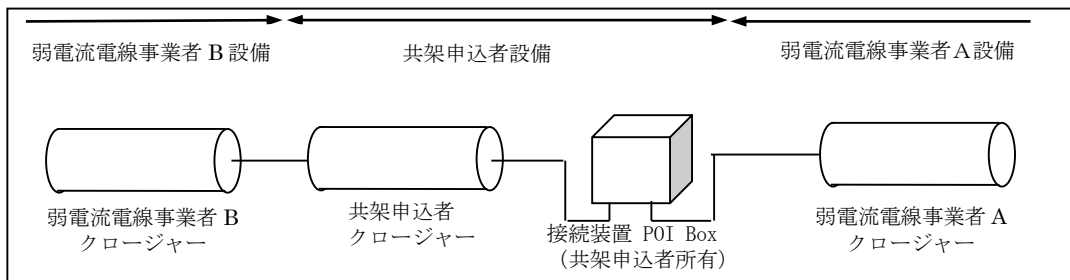 弱電流電線事業者 B 設備
共架申込者設備
弱電流電線事業者A設備
弱電流電線事業者 B
クロージャー
共架申込者
クロージャー
接続装置 POI Box
（共架申込者所有）
弱電流電線事業者 A
クロージャー